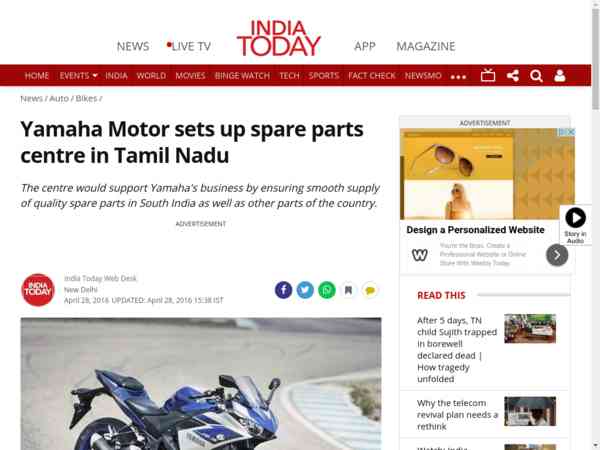 INDIA
TODAY
NEWS
LIVE TV
APP
MAGAZINE
HOME EVENTS INDIA WORLD MOVIES BINGE WATCH TECH SPORTS FACT CHECK NEWSMO
News / Auto / Bikes /
Yamaha Motor sets up spare parts
centre in Tamil Nadu
The centre would support Yamaha's business by ensuring smooth supply
of quality spare parts in South India as well as other parts of the country.
ADVERTISEMENT
INDIA
TODAY
India Today Web Desk
New Delhi
April 28, 2016 UPDATED: April 28, 2016 15:38 IST
YAMAHA
ADVERTISEMENT
Design a Personalized Website
You're the Boss. Create a
Professional Website or Online
Store With Weebly Today.
Story in
Audio
READ THIS
After 5 days, TN
child Sujith trapped
in borewell
declared dead |
How tragedy
unfolded
Why the telecom
revival plan needs a
rethink